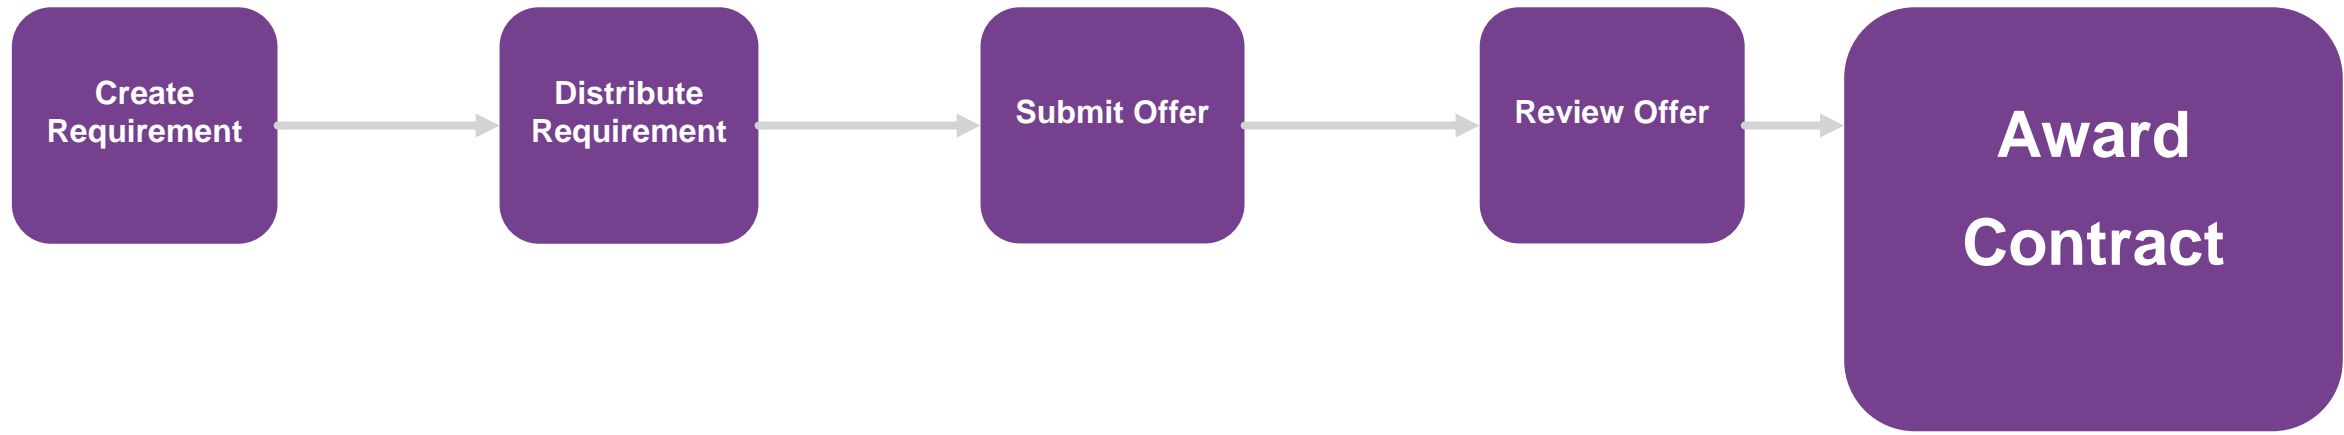 Create
Requirement
Distribute
Requirement
Submit Offer
Review Offer
Award
Contract